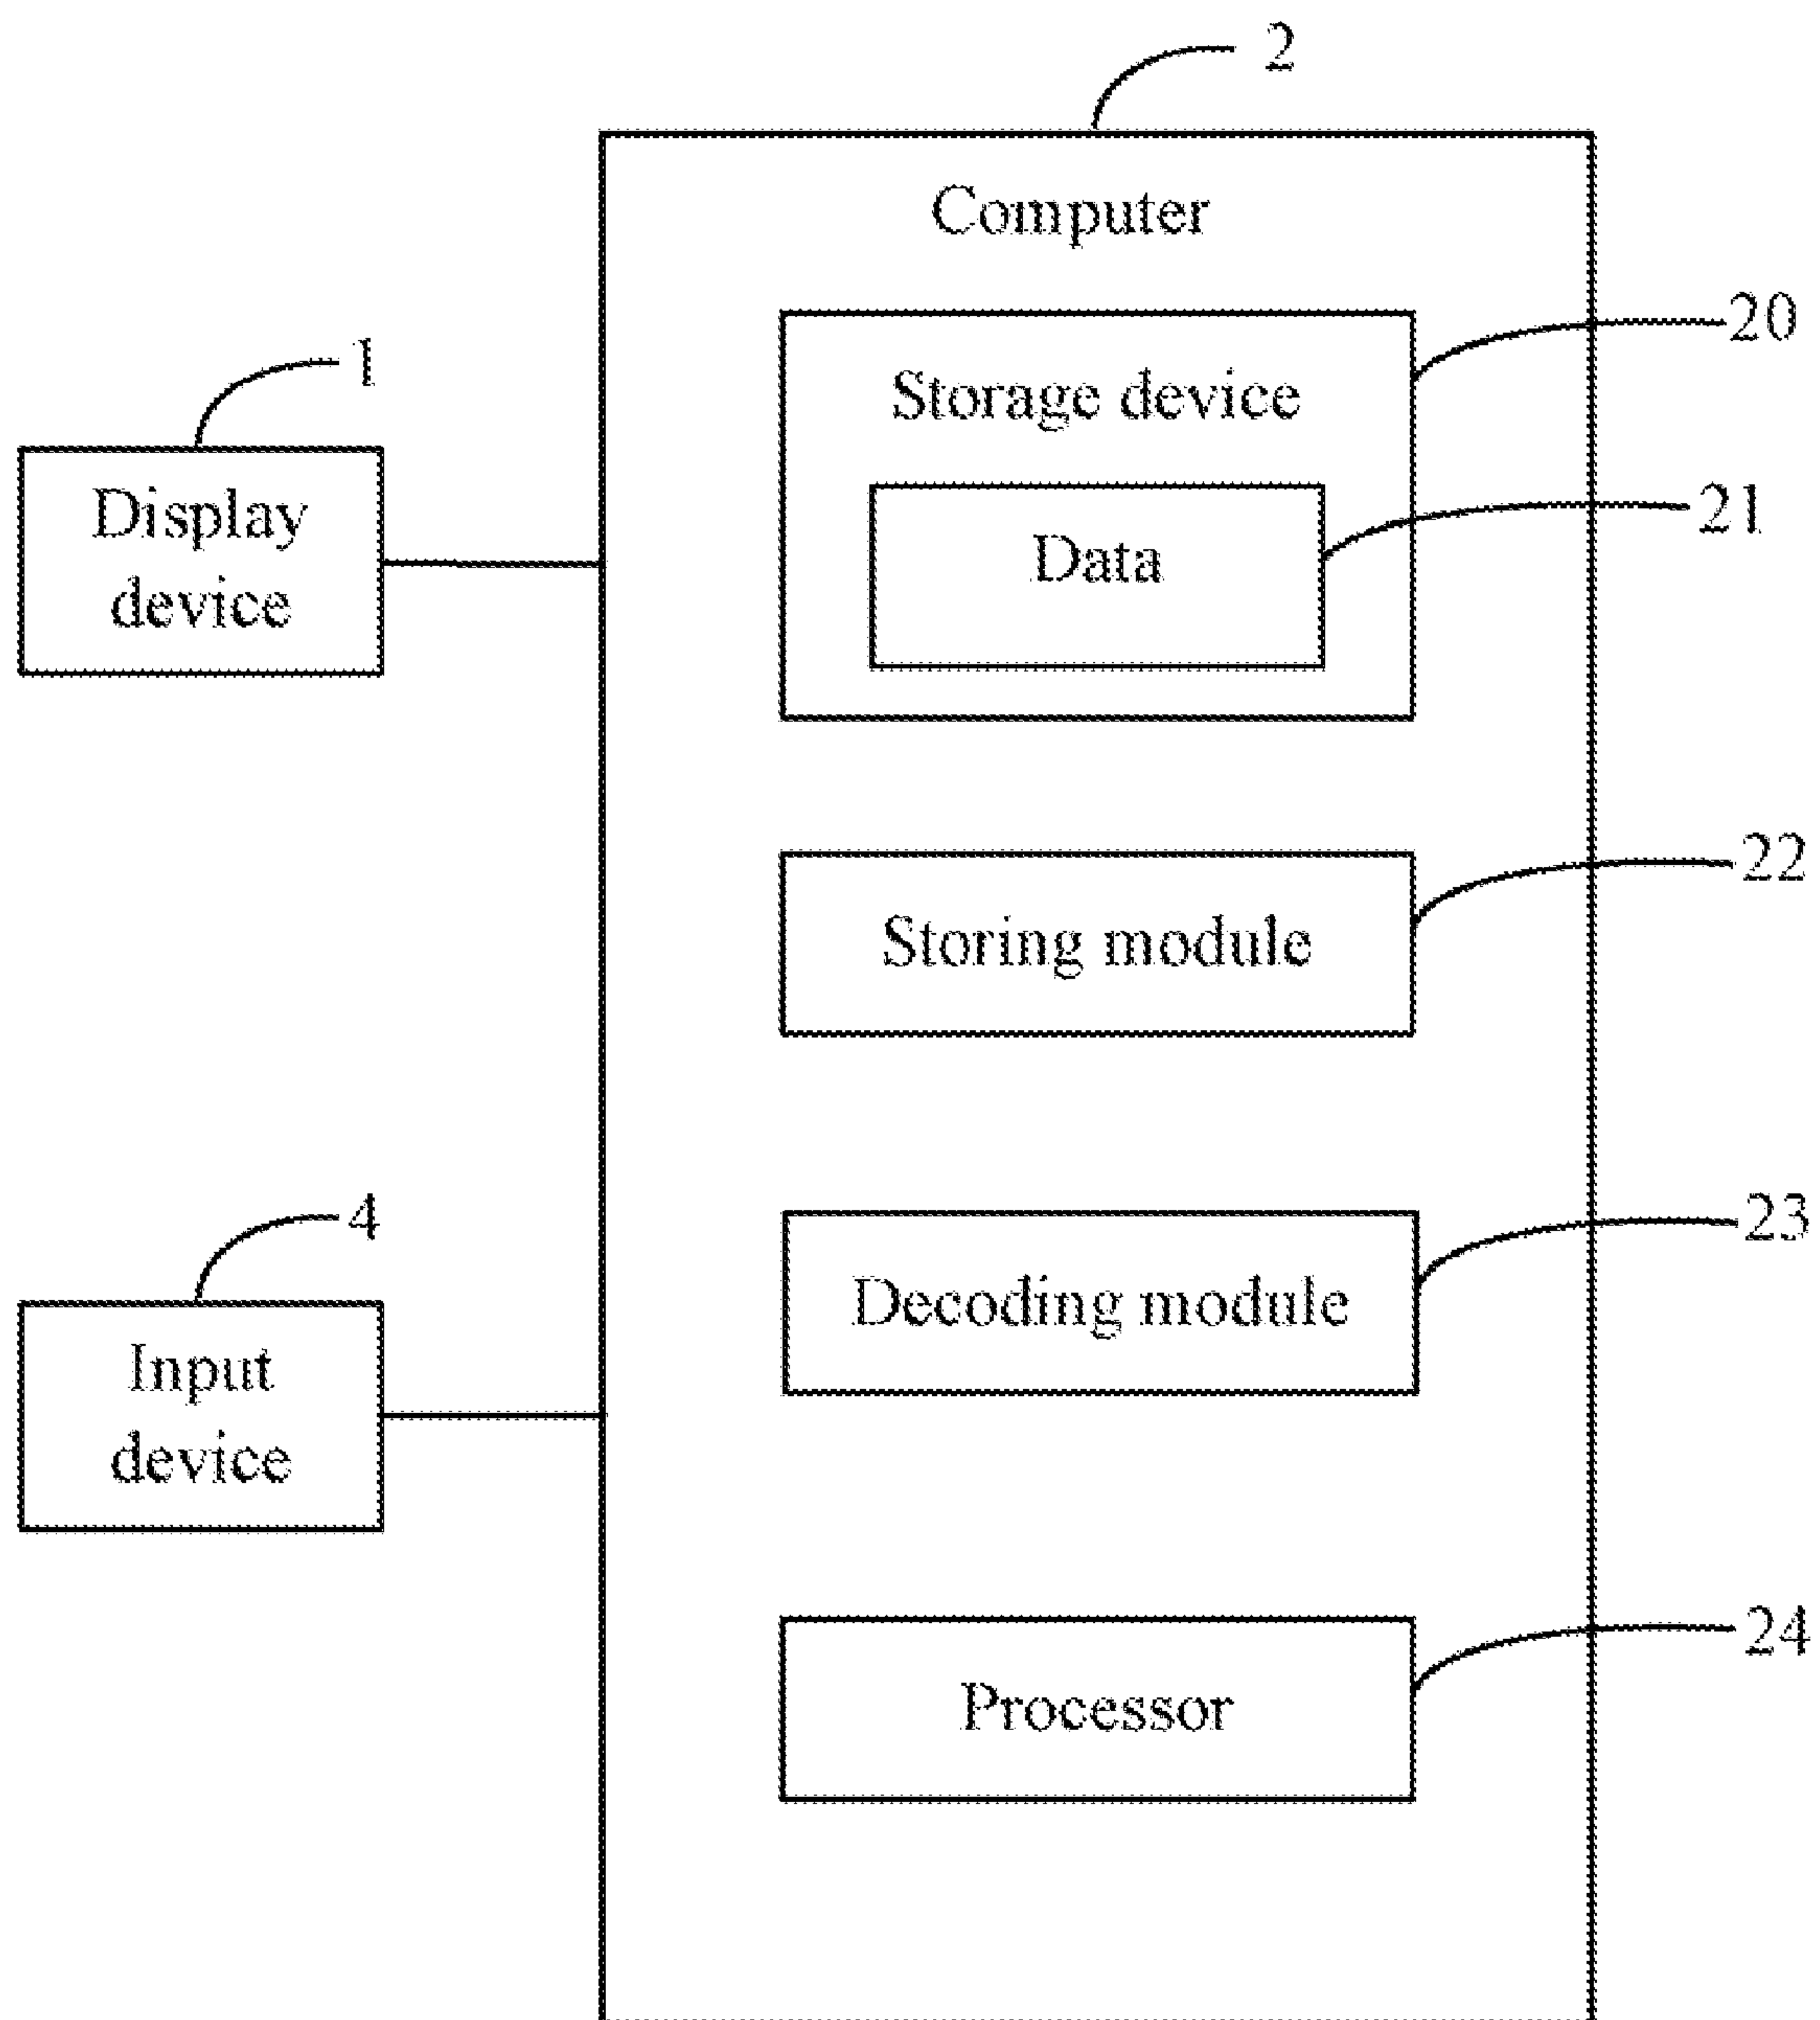 2
Computer
20
Storage device
1
21
Display
device
Data
22
Storing module
4
23
Decoding module
Input
device
24
Processor